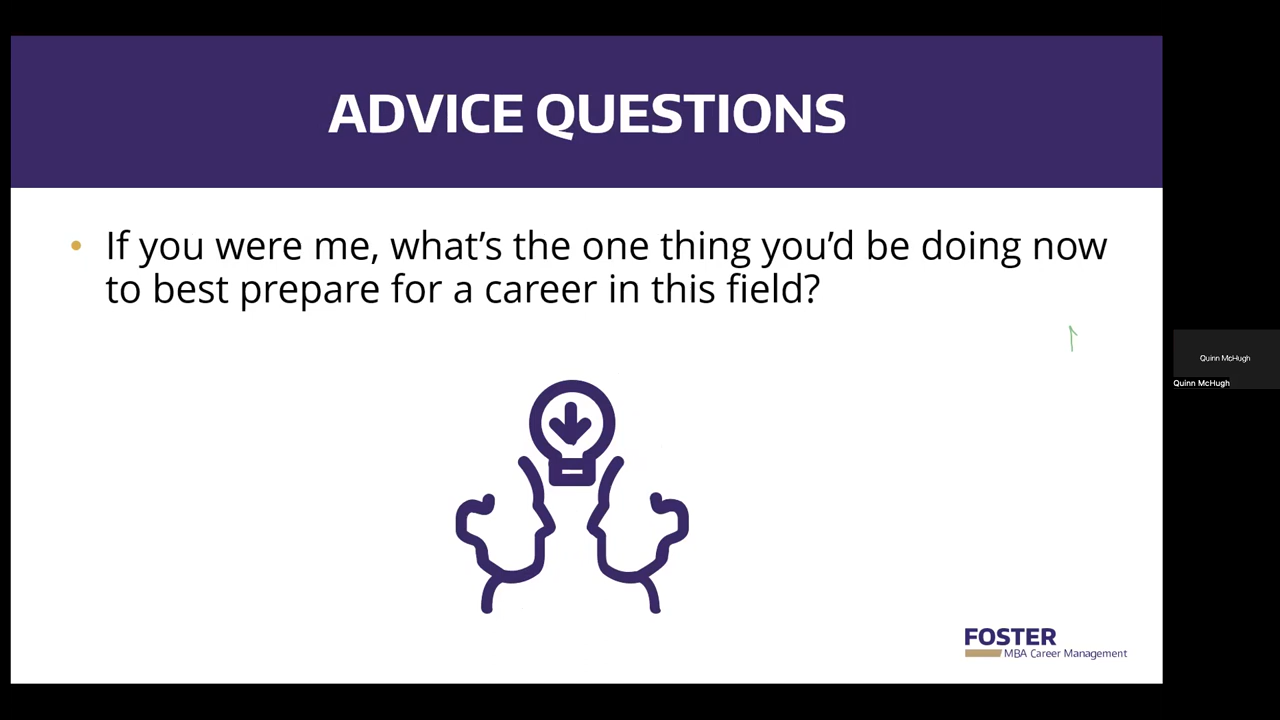 ADVICE QUESTIONS
• If you were me, what’s the one thing you’d be doing now
to best prepare for a career in this field?
Quinn McHugh
Quinn McHugh
FOSTER
MBA Career Management